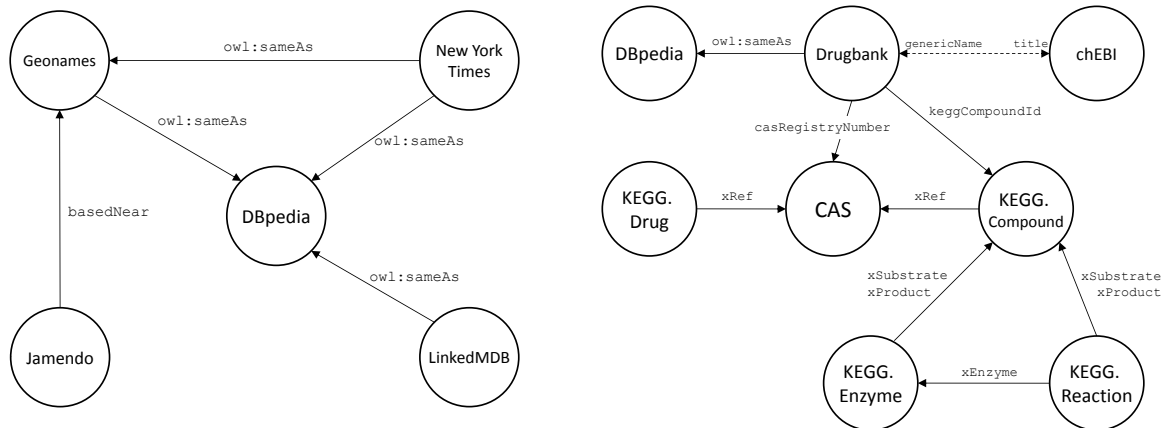 owl:sameAs
Geonames
New York
Times
owl:sameAs
owl:sameAs
basedNear
DBpedia
owl:sameAs
Jamendo
LinkedMDB
DBpedia
owl:sameAs
Drugbank
genericName
title
chEBI
keggCompoundId
casRegistryNumber
KEGG.
Drug
xRef
CAS
xRef
KEGG.
Compound
xSubstrate
xProduct
xSubstrate
xProduct
KEGG.
Enzyme
xEnzyme
KEGG.
Reaction